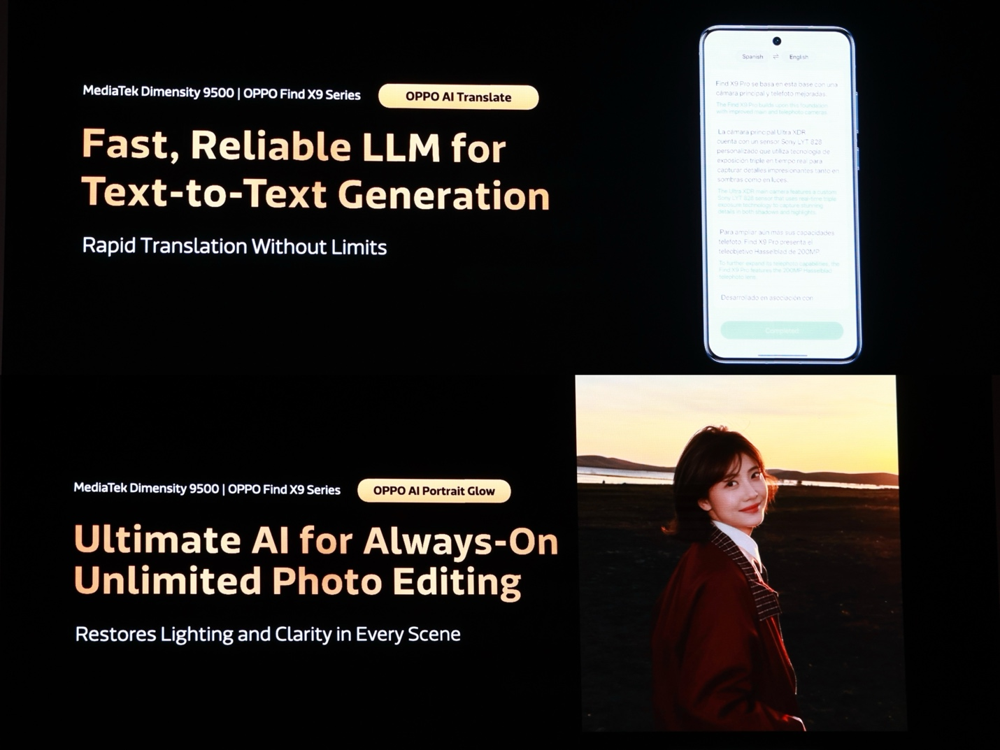 MediaTek Dimensity 9500 | OPPO Find X9 Series
OPPO AI Translate
Fast, Reliable LLM for
Text-to-Text Generation
Rapid Translation Without Limits
Spanish ⇌ English
Find X9 Pro se basa en esta base con una
cámara principal y telefoto mejoradas.
The Find X9 Pro builds upon this foundation
with improved main and telephoto cameras.
La cámara principal Ultra XDR
cuenta con un sensor Sony LYT 828
personalizado que utiliza tecnología de
exposición triple en tiempo real para
capturar detalles impresionantes tanto en
sombras como en luces.
The Ultra XDR main camera features a custom
Sony LYT 828 sensor that uses real-time triple
exposure technology to capture stunning
details in both shadows and highlights.
Para ampliar aún más sus capacidades
telefoto, Find X9 Pro presenta el
teleobjetivo Hasselblad de 200MP.
To further expand its telephoto capabilities, the
Find X9 Pro features the 200MP Hasselblad
telephoto lens.
Desarrollado en asociación con
MediaTek Dimensity 9500 | OPPO Find X9 Series
OPPO AI Portrait Glow
Ultimate AI for Always-On
Unlimited Photo Editing
Restores Lighting and Clarity in Every Scene